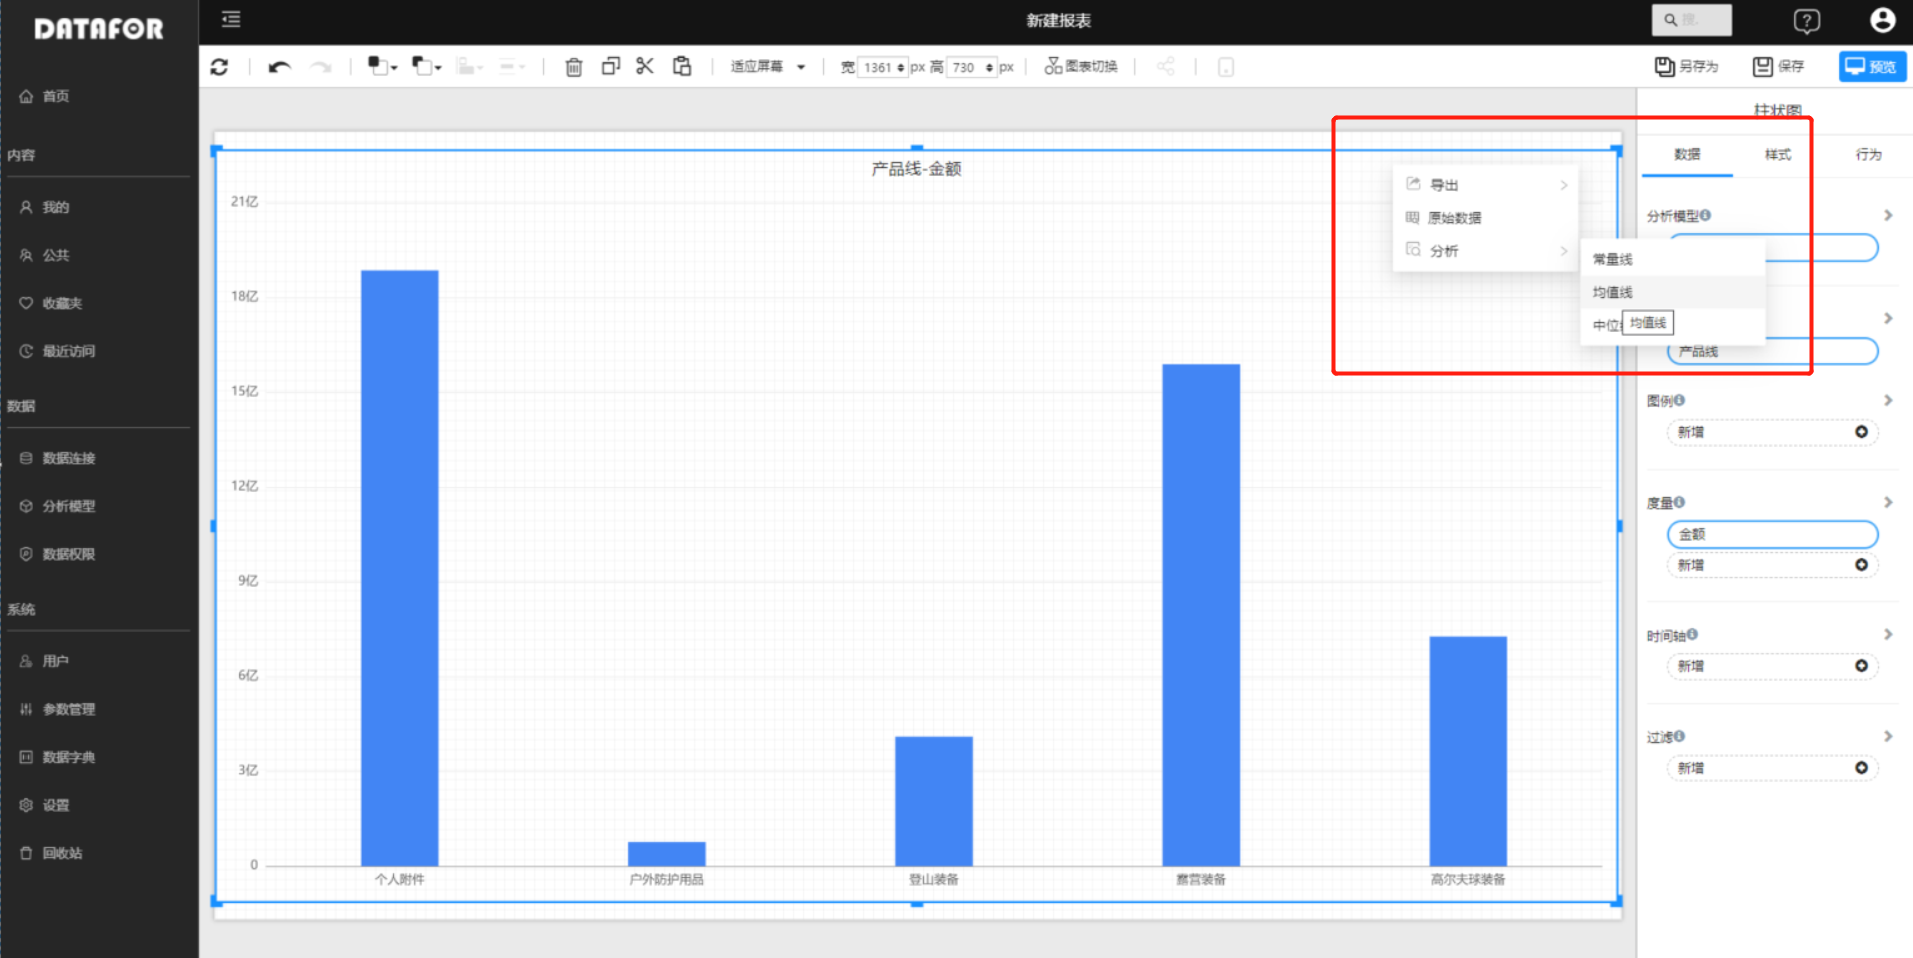 DATAFOR
新建报表
搜.
适应屏幕
宽 1361 px 高 730 px
图表切换
另存为
保存
预览
首页
内容
我的
公共
收藏夹
最近访问
数据
数据连接
分析模型
数据权限
系统
用户
参数管理
数据字典
设置
回收站
产品线-金额
21亿
18亿
15亿
12亿
9亿
6亿
3亿
0
个人附件
户外防护用品
登山装备
露营装备
高尔夫球装备
导出
原始数据
分析
常量线
均值线
中位
均值线
柱状图
数据
样式
行为
分析模型
产品线
图例
新增
度量
金额
新增
时间轴
新增
过滤
新增